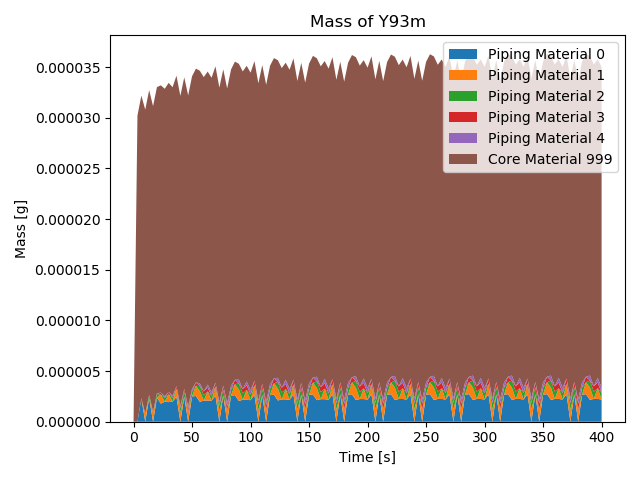 Mass of Y93m
Piping Material 0
Piping Material 1
Piping Material 2
Piping Material 3
Piping Material 4
Core Material 999
0.000035
0.000030
0.000025
0.000020
0.000015
0.000010
0.000005
0.000000
Mass [g]
0 50 100 150 200 250 300 350 400
Time [s]